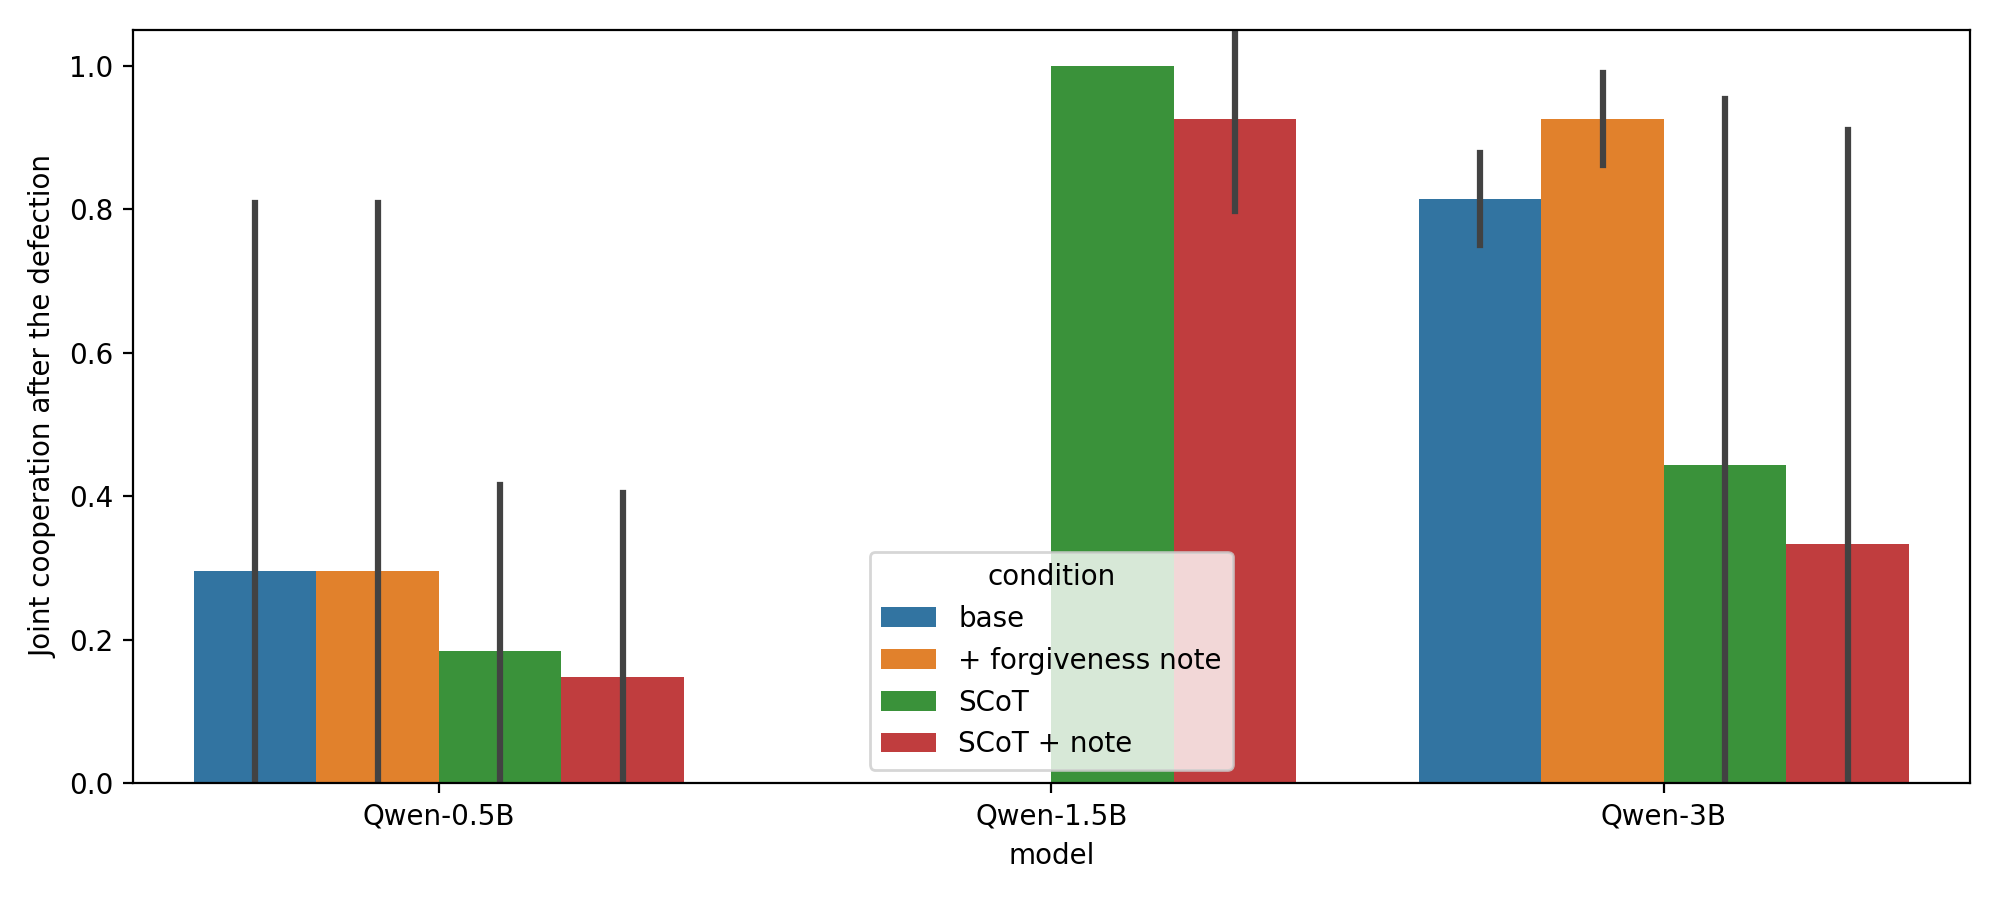 Joint cooperation after the defection
1.0
0.8
0.6
0.4
0.2
0.0
condition
base
+ forgiveness note
SCoT
SCoT + note
Qwen-0.5B
Qwen-1.5B
Qwen-3B
model